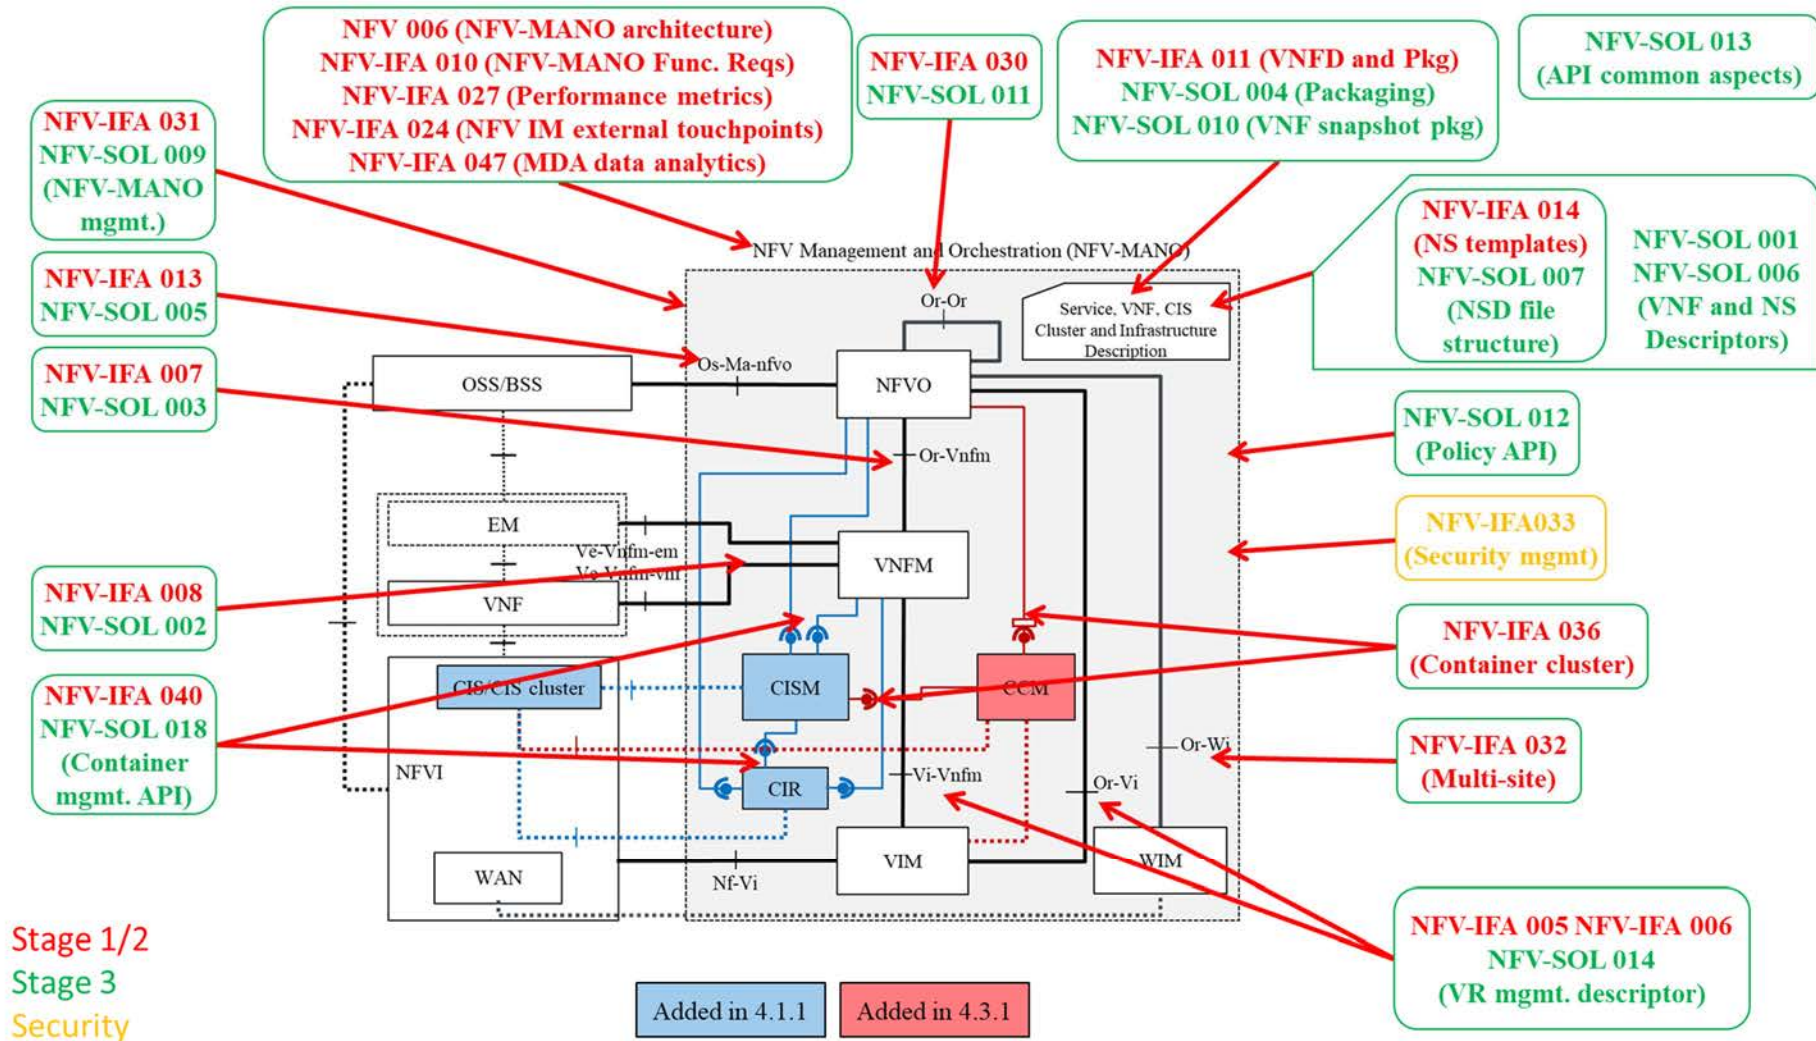 NFV 006 (NFV-MANO architecture)
NFV-IFA 010 (NFV-MANO Func. Reqs)
NFV-IFA 027 (Performance metrics)
NFV-IFA 024 (NFV IM external touchpoints)
NFV-IFA 047 (MDA data analytics)
NFV-IFA 030
NFV-SOL 011
NFV-IFA 011 (VNFD and Pkg)
NFV-SOL 004 (Packaging)
NFV-SOL 010 (VNF snapshot pkg)
NFV-SOL 013
(API common aspects)
NFV-IFA 031
NFV-SOL 009
(NFV-MANO
mgmt.)
NFV-IFA 014
(NS templates)
NFV-SOL 007
(NSD file
structure)
NFV-SOL 001
NFV-SOL 006
(VNF and NS
Descriptors)
NFV-IFA 013
NFV-SOL 005
NFV Management and Orchestration (NFV-MANO)
Or-Or
Service, VNF, CIS
Cluster and Infrastructure
Description
NFV-IFA 007
NFV-SOL 003
Os-Ma-nfvo
OSS/BSS
NFVO
NFV-SOL 012
(Policy API)
Or-Vnfm
EM
Ve-Vnfm-em
Ve-Vnfm-vnf
VNFM
VNF
NFV-IFA033
(Security mgmt)
NFV-IFA 008
NFV-SOL 002
NFV-IFA 036
(Container cluster)
CIS/CIS cluster
CISM
CCM
NFV-IFA 040
NFV-SOL 018
(Container
mgmt. API)
NFVI
CIR
Vi-Vnfm
Or-Vi
Or-Wi
NFV-IFA 032
(Multi-site)
WAN
Nf-Vi
VIM
WIM
NFV-IFA 005 NFV-IFA 006
NFV-SOL 014
(VR mgmt. descriptor)
Stage 1/2
Stage 3
Security
Added in 4.1.1
Added in 4.3.1